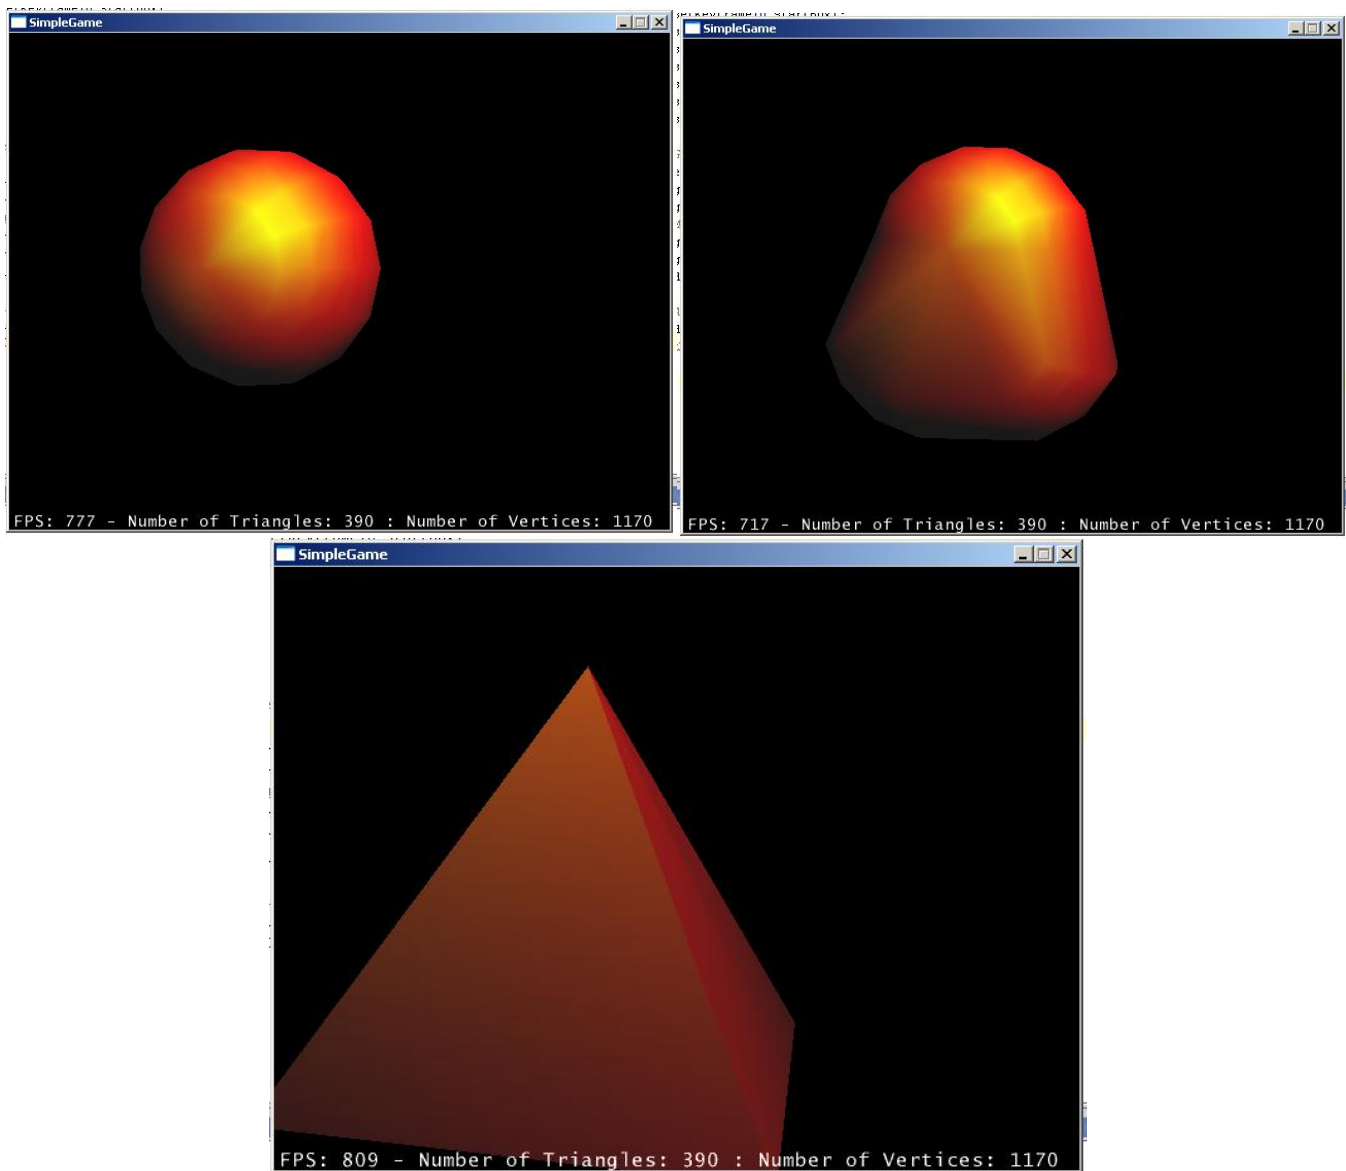 SimpleGame
FPS: 777 - Number of Triangles: 390 : Number of Vertices: 1170
SimpleGame
FPS: 717 - Number of Triangles: 390 : Number of Vertices: 1170
SimpleGame
FPS: 809 - Number of Triangles: 390 : Number of Vertices: 1170